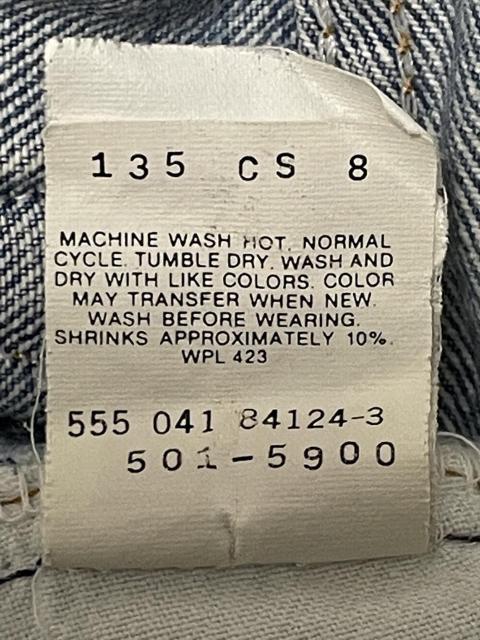 135 CS 8
MACHINE WASH HOT. NORMAL
CYCLE. TUMBLE DRY. WASH AND
DRY WITH LIKE COLORS. COLOR
MAY TRANSFER WHEN NEW.
WASH BEFORE WEARING.
SHRINKS APPROXIMATELY 10%.
WPL 423
555 041 84124-3
501-5900